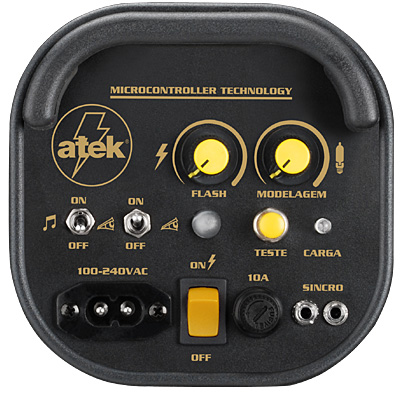 MICROCONTROLLER TECHNOLOGY
atek
FLASH
MODELAGEM
ON
ON
OFF
OFF
TESTE
CARGA
100-240VAC
ON
10A
SINCRO
OFF